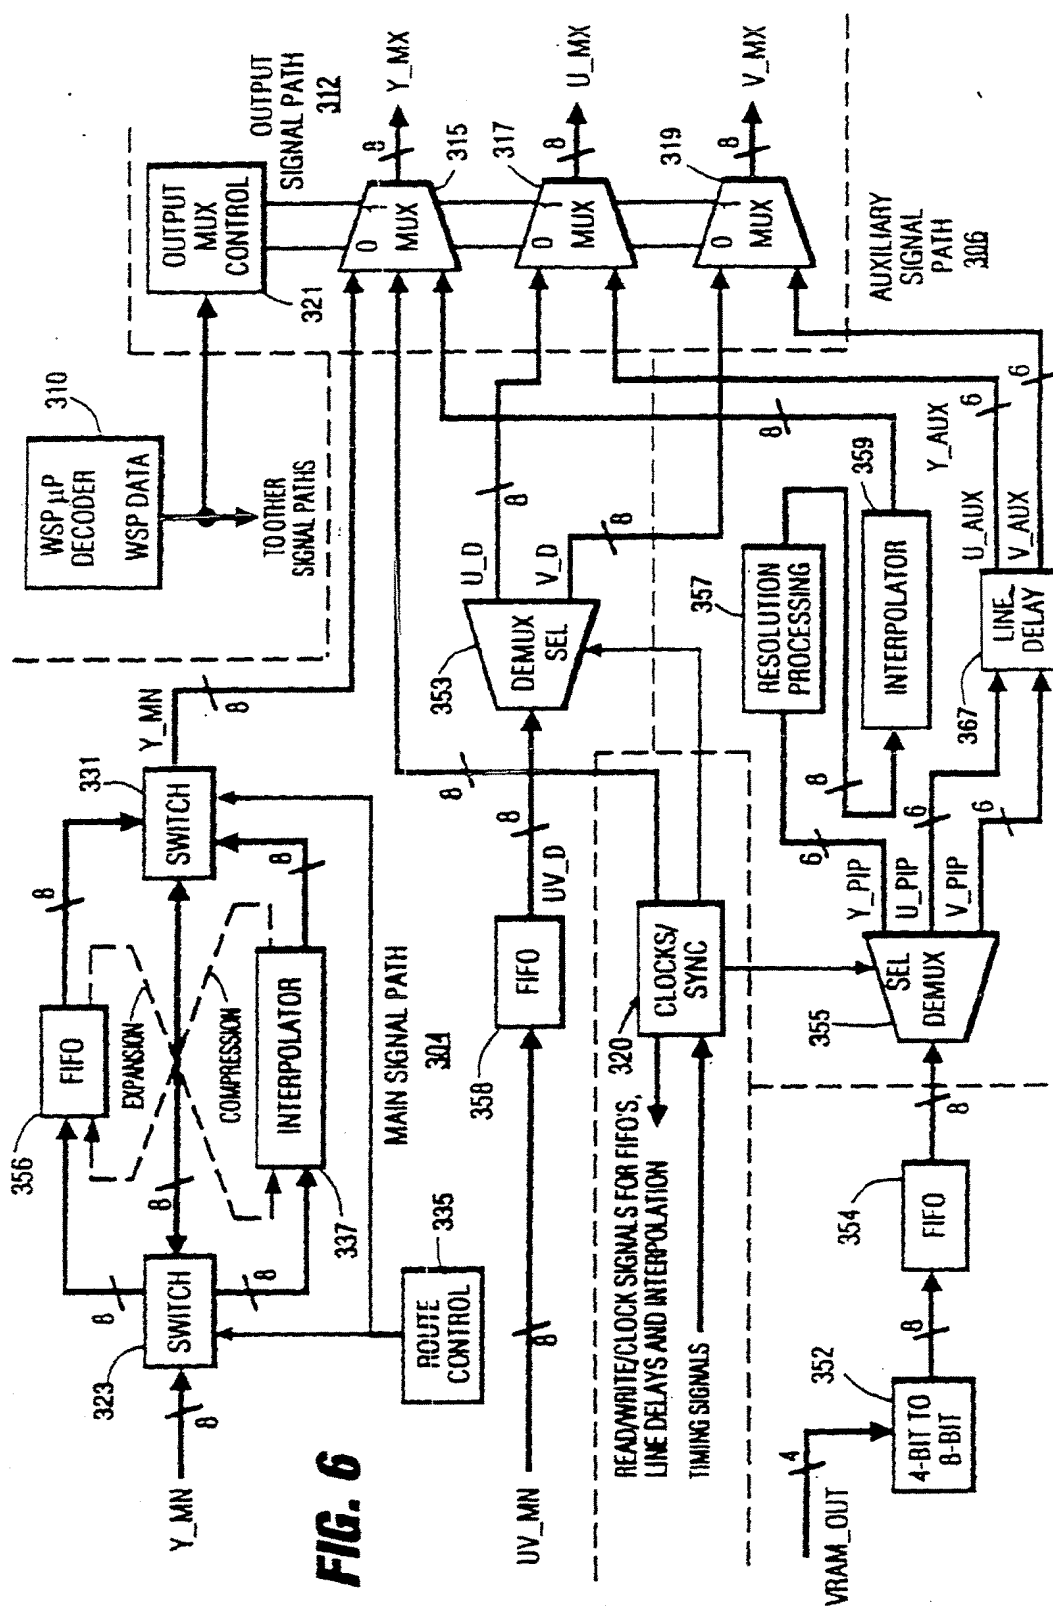 WSP µP
DECODER
WSP DATA
310
TO OTHER
SIGNAL PATHS
OUTPUT
MUX
CONTROL
321
OUTPUT
SIGNAL PATH
312
Y_MN
8
323
SWITCH
8
8
8
356
FIFO
8
EXPANSION
COMPRESSION
INTERPOLATOR
337
8
331
SWITCH
Y_MN
8
MAIN SIGNAL PATH
304
335
ROUTE
CONTROL
0
1
MUX
315
8
Y_MX
0
1
MUX
317
8
U_MX
0
1
MUX
319
8
V_MX
FIG. 6
UV_MN
8
358
FIFO
UV_D
8
8
353
DEMUX
SEL
U_D
8
V_D
8
READ/WRITE/CLOCK SIGNALS FOR FIFO'S,
LINE DELAYS AND INTERPOLATION
TIMING SIGNALS
320
CLOCKS/
SYNC
VRAM_OUT
4
352
4-BIT TO
8-BIT
8
354
FIFO
8
355
SEL
DEMUX
Y_PIP
6
U_PIP
6
V_PIP
6
357
RESOLUTION
PROCESSING
8
INTERPOLATOR
359
8
Y_AUX
367
LINE
DELAY
U_AUX
6
V_AUX
6
AUXILIARY
SIGNAL
PATH
306